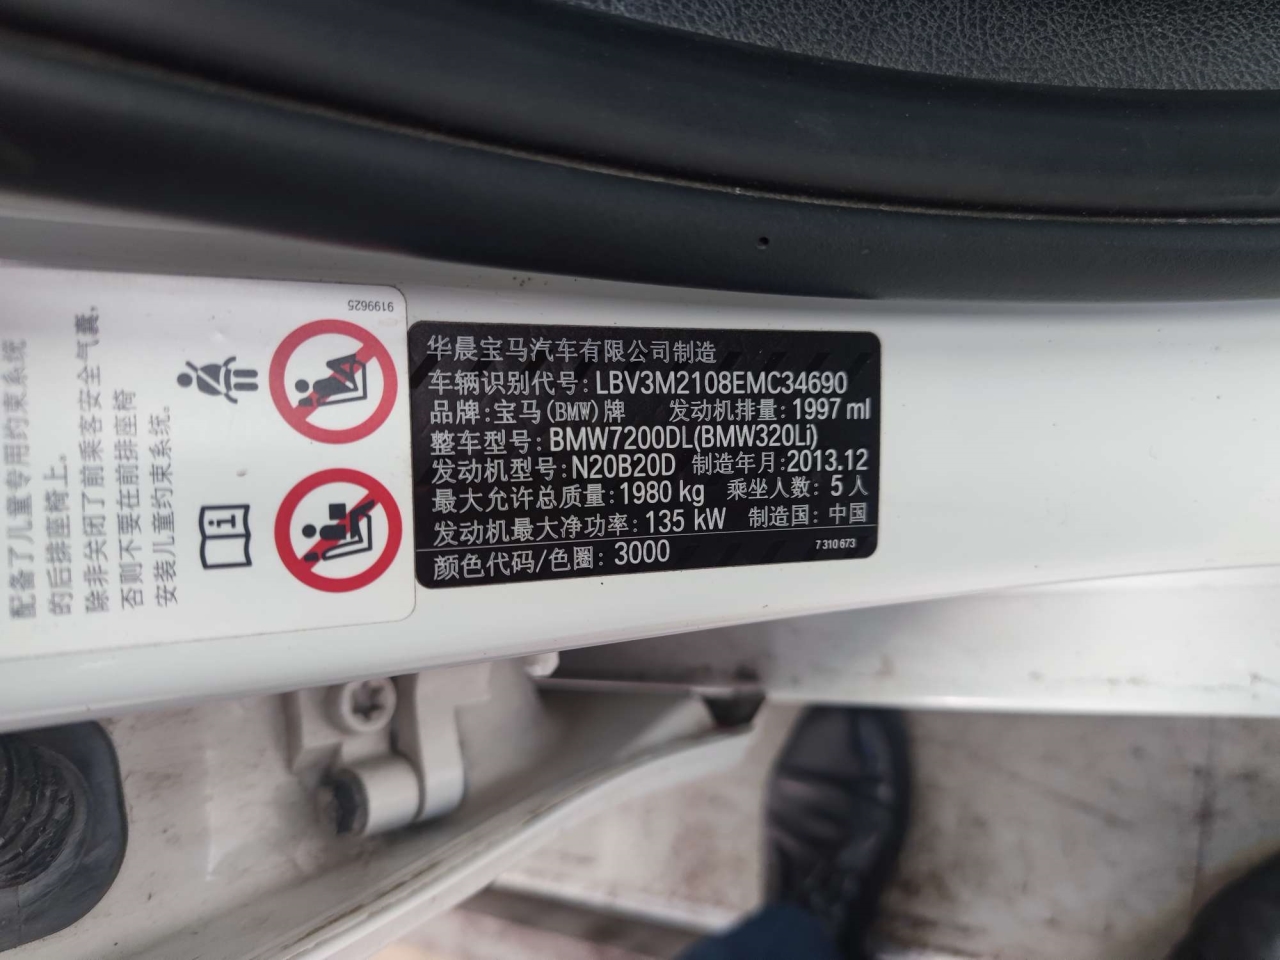 华晨宝马汽车有限公司制造
车辆识别代号: LBV3M2108EMC34690
品牌: 宝马(BMW)牌 发动机排量: 1997 ml
整车型号: BMW7200DL(BMW320Li)
发动机型号: N20B20D 制造年月: 2013.12
最大允许总质量: 1980 kg 乘坐人数: 5 人
发动机最大净功率: 135 kW 制造国: 中国
颜色代码/色圈: 3000 7 310 673
9199625
配备了儿童专用约束系统
的后排座椅上。
除非关闭了前乘客安全气囊,
否则不要在前排座椅
安装儿童约束系统。